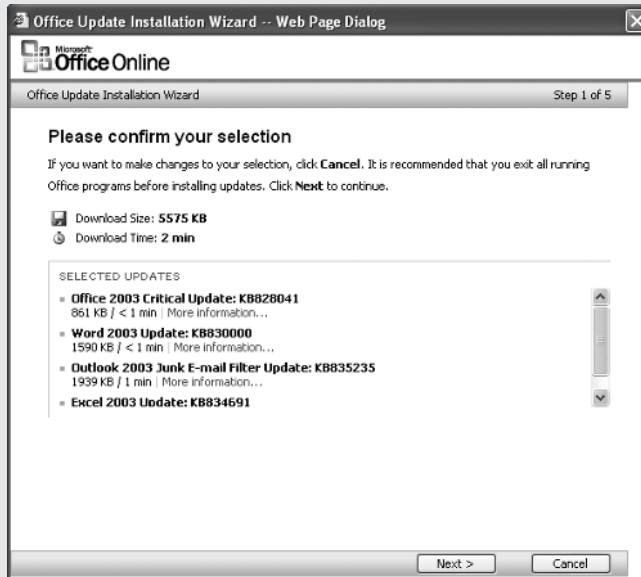 Office Update Installation Wizard -- Web Page Dialog
Microsoft
Office Online
Office Update Installation Wizard Step 1 of 5
Please confirm your selection
If you want to make changes to your selection, click Cancel. It is recommended that you exit all running
Office programs before installing updates. Click Next to continue.
Download Size: 5575 KB
Download Time: 2 min
SELECTED UPDATES
Office 2003 Critical Update: KB828041
861 KB / < 1 min | More information...
Word 2003 Update: KB830000
1590 KB / < 1 min | More information...
Outlook 2003 Junk E-mail Filter Update: KB835235
1939 KB / 1 min | More information...
Excel 2003 Update: KB834691
Next > Cancel